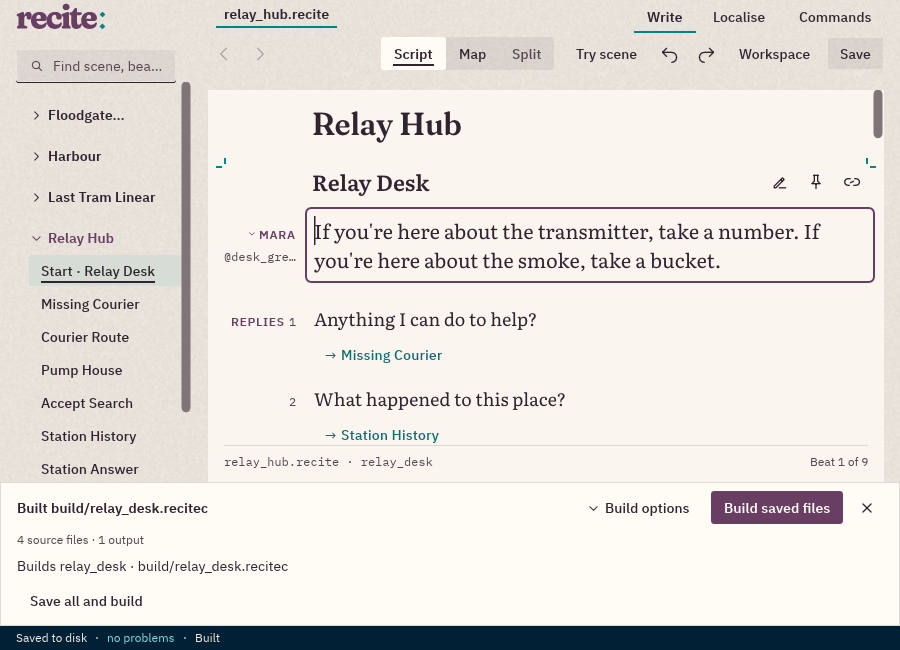 recite:
relay_hub.recite
Write
Localise
Commands
Find scene, bea...
Script
Map
Split
Try scene
Workspace
Save
Floodgate...
Harbour
Last Tram Linear
Relay Hub
Start · Relay Desk
Missing Courier
Courier Route
Pump House
Accept Search
Station History
Station Answer
Relay Hub
Relay Desk
MARA
@desk_gre…
If you're here about the transmitter, take a number. If
you're here about the smoke, take a bucket.
REPLIES 1
Anything I can do to help?
→ Missing Courier
2
What happened to this place?
→ Station History
relay_hub.recite · relay_desk
Beat 1 of 9
Built build/relay_desk.recitec
Build options
Build saved files
4 source files · 1 output
Builds relay_desk · build/relay_desk.recitec
Save all and build
Saved to disk · no problems · Built